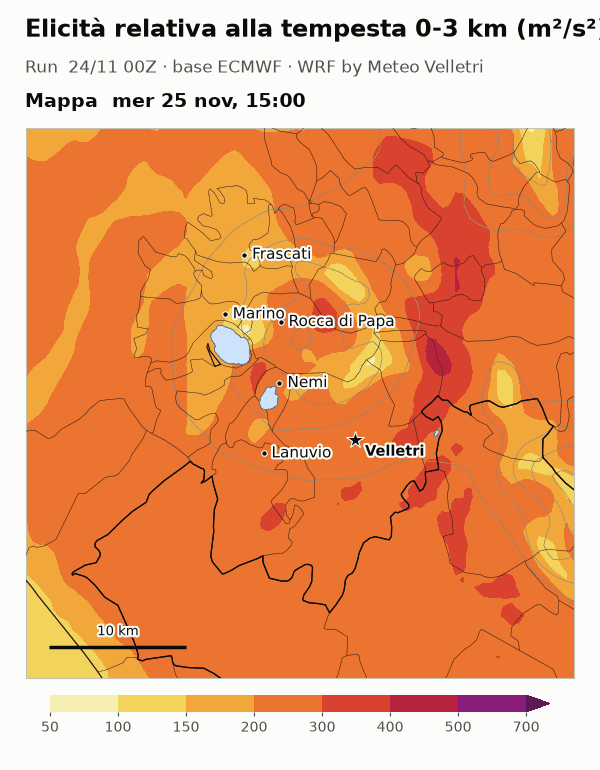 Elicità relativa alla tempesta 0-3 km (m²/s²)
Run 24/11 00Z · base ECMWF · WRF by Meteo Velletri
Mappa mer 25 nov, 15:00
Frascati
Marino
Rocca di Papa
Nemi
Velletri
Lanuvio
10 km
50 100 150 200 300 400 500 700